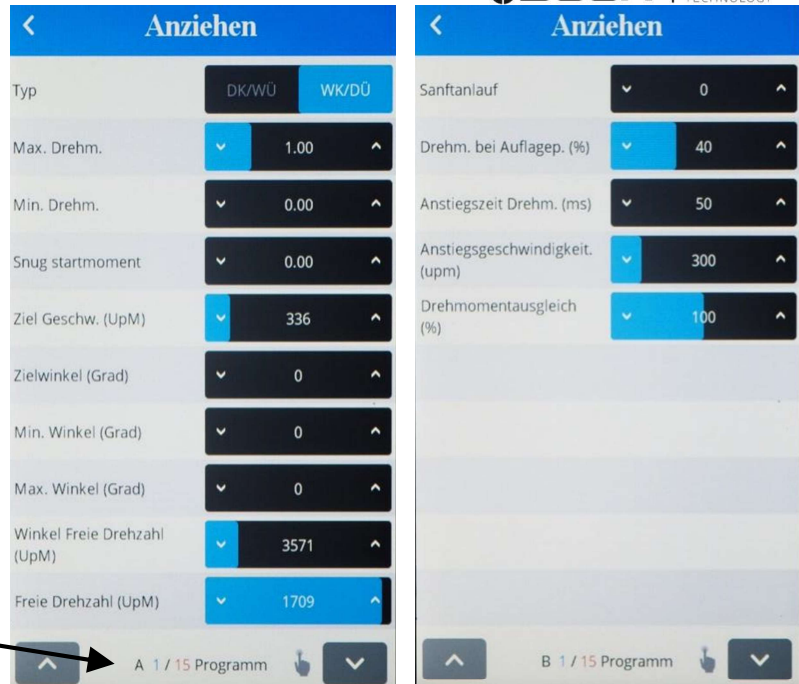 Anziehen
Typ
DK/WÜ
WK/DÜ
Max. Drehm.
1.00
Min. Drehm.
0.00
Snug startmoment
0.00
Ziel Geschw. (UpM)
336
Zielwinkel (Grad)
0
Min. Winkel (Grad)
0
Max. Winkel (Grad)
0
Winkel Freie Drehzahl
(UpM)
3571
Freie Drehzahl (UpM)
1709
A 1 / 15 Programm
TECHNOLOGY
Anziehen
Sanftanlauf
0
Drehm. bei Auflagep. (%)
40
Anstiegszeit Drehm. (ms)
50
Anstiegsgeschwindigkeit.
(upm)
300
Drehmomentausgleich
(%)
100
B 1 / 15 Programm